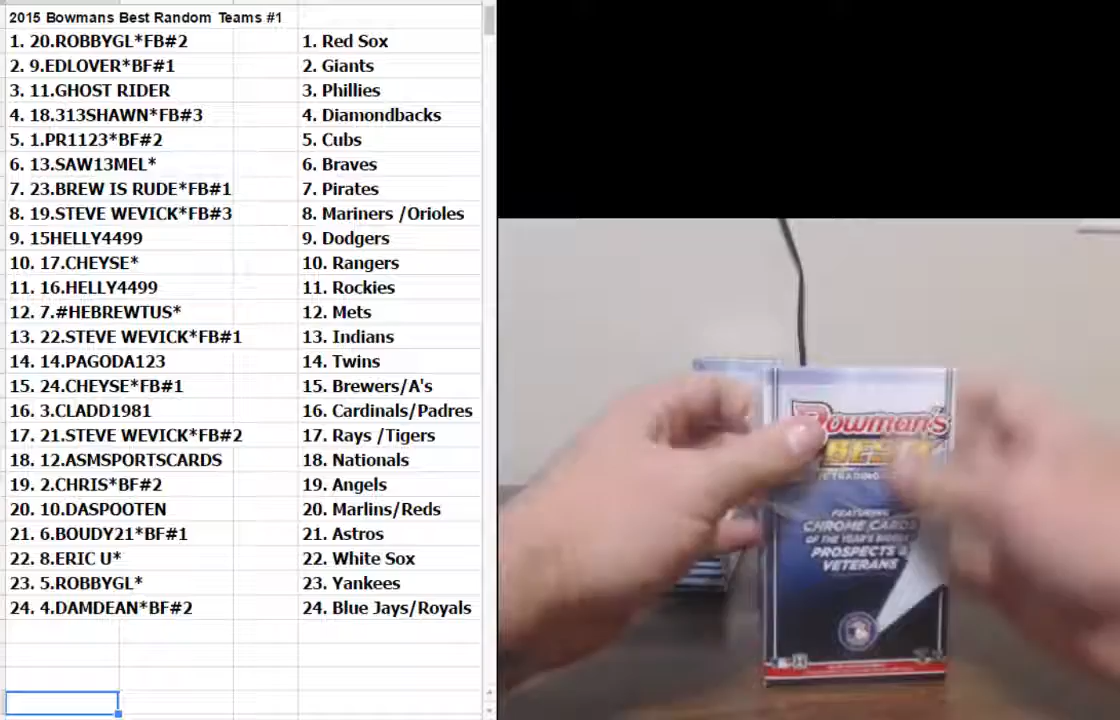 2015 Bowmans Best Random Teams #1
1. 20.ROBBYGL*FB#2 1. Red Sox
2. 9.EDLOVER*BF#1 2. Giants
3. 11.GHOST RIDER 3. Phillies
4. 18.313SHAWN*FB#3 4. Diamondbacks
5. 1.PR1123*BF#2 5. Cubs
6. 13.SAW13MEL* 6. Braves
7. 23.BREW IS RUDE*FB#1 7. Pirates
8. 19.STEVE WEVICK*FB#3 8. Mariners /Orioles
9. 15HELLY4499 9. Dodgers
10. 17.CHEYSE* 10. Rangers
11. 16.HELLY4499 11. Rockies
12. 7.#HEBREWTUS* 12. Mets
13. 22.STEVE WEVICK*FB#1 13. Indians
14. 14.PAGODA123 14. Twins
15. 24.CHEYSE*FB#1 15. Brewers/A's
16. 3.CLADD1981 16. Cardinals/Padres
17. 21.STEVE WEVICK*FB#2 17. Rays /Tigers
18. 12.ASMSPORTSCARDS 18. Nationals
19. 2.CHRIS*BF#2 19. Angels
20. 10.DASPOOTEN 20. Marlins/Reds
21. 6.BOUDY21*BF#1 21. Astros
22. 8.ERIC U* 22. White Sox
23. 5.ROBBYGL* 23. Yankees
24. 4.DAMDEAN*BF#2 24. Blue Jays/Royals
Bowman's
BEST
FEATURING
CHROME CARDS
OF THE YEAR'S BIGGEST
PROSPECTS &
VETERANS